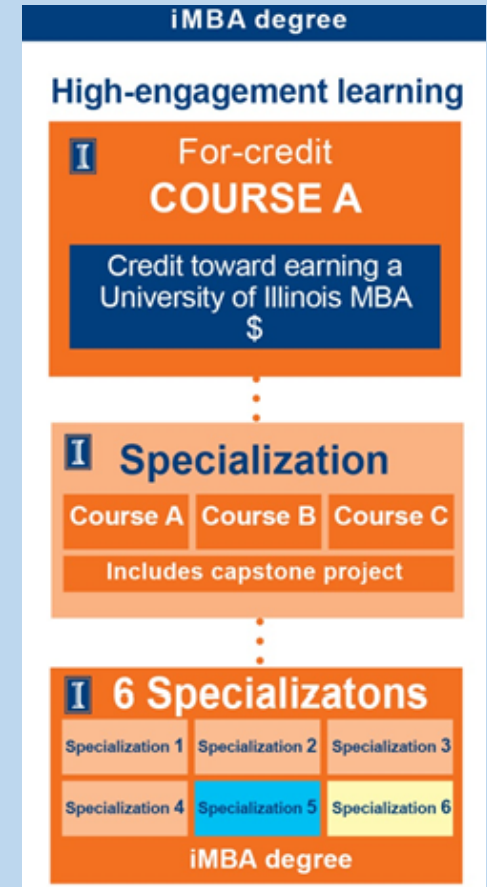 iMBA degree
High-engagement learning
I
For-credit
COURSE A
Credit toward earning a
University of Illinois MBA
$
I
Specialization
Course A Course B Course C
Includes capstone project
I
6 Specializatons
Specialization 1 Specialization 2 Specialization 3
Specialization 4 Specialization 5 Specialization 6
iMBA degree